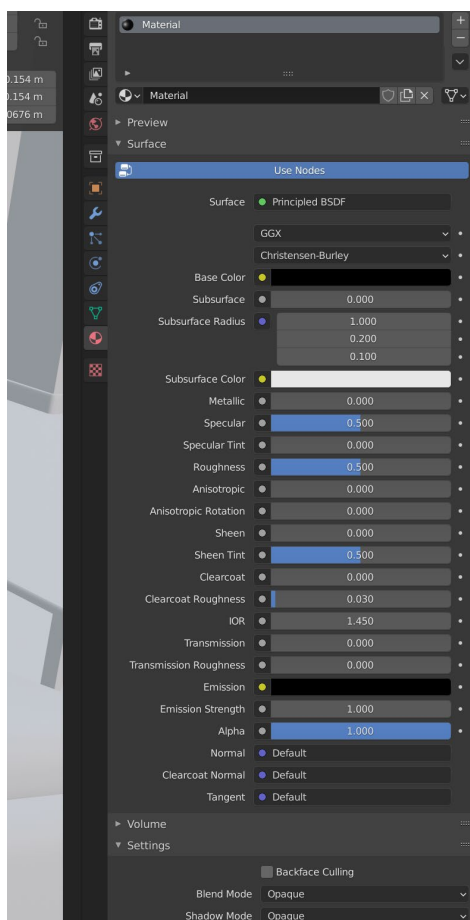 Material
0.154 m
Material
0.154 m
.0676 m
Preview
Surface
Use Nodes
Surface Principled BSDF
GGX
Christensen-Burley
Base Color
Subsurface 0.000
Subsurface Radius 1.000
0.200
0.100
Subsurface Color
Metallic 0.000
Specular 0.500
Specular Tint 0.000
Roughness 0.500
Anisotropic 0.000
Anisotropic Rotation 0.000
Sheen 0.000
Sheen Tint 0.500
Clearcoat 0.000
Clearcoat Roughness 0.030
IOR 1.450
Transmission 0.000
Transmission Roughness 0.000
Emission
Emission Strength 1.000
Alpha 1.000
Normal Default
Clearcoat Normal Default
Tangent Default
Volume
Settings
Backface Culling
Blend Mode Opaque
Shadow Mode Opaque